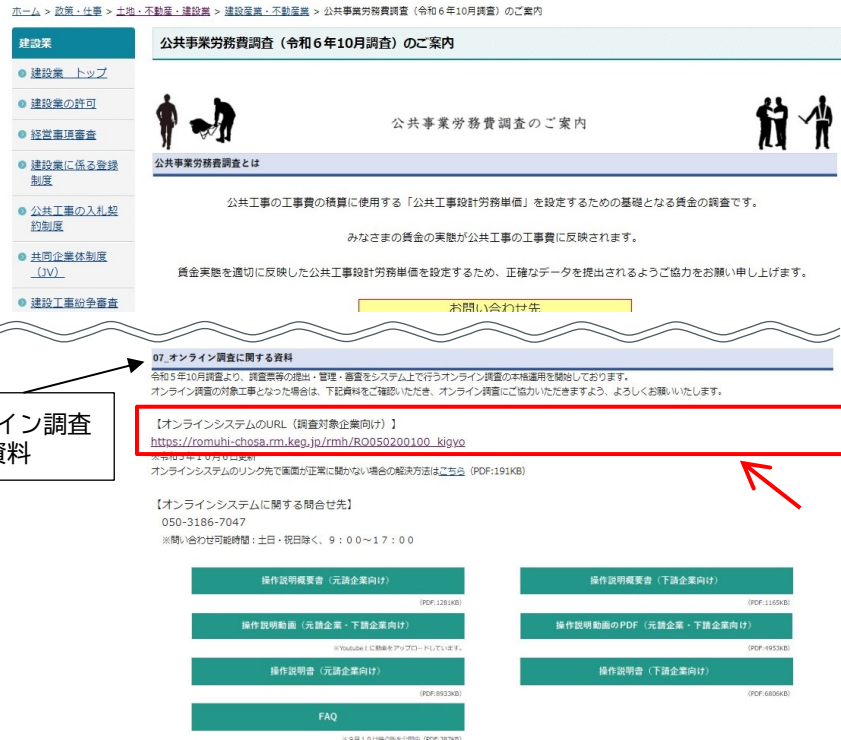 ホーム > 政策・仕事 > 土地・不動産・建設業 > 建設産業・不動産業 > 公共事業労務費調査（令和６年10月調査）のご案内
建設業
建設業　トップ
建設業の許可
経営事項審査
建設業に係る登録
制度
公共工事の入札契
約制度
共同企業体制度
（JV）
建設工事紛争審査
公共事業労務費調査（令和６年10月調査）のご案内
公共事業労務費調査のご案内
公共事業労務費調査とは
公共工事の工事費の積算に使用する「公共工事設計労務単価」を設定するための基礎となる賃金の調査です。
みなさまの賃金の実態が公共工事の工事費に反映されます。
賃金実態を適切に反映した公共工事設計労務単価を設定するため、正確なデータを提出されるようご協力をお願い申し上げます。
お問い合わせ先
07_オンライン調査に関する資料
令和５年10月調査より、調査票等の提出・管理・審査をシステム上で行うオンライン調査の本格運用を開始しております。
オンライン調査の対象工事となった場合は、下記資料をご確認いただき、オンライン調査にご協力いただきますよう、よろしくお願いいたします。
イン調査
資料
【オンラインシステムのURL（調査対象企業向け）】
https://romuhi-chosa.rm.keg.jp/rmh/RO050200100_kigyo
※令和５年１０月６日更新
オンラインシステムのリンク先で画面が正常に開かない場合の解決方法はこちら（PDF:191KB）
【オンラインシステムに関する問合せ先】
050-3186-7047
※問い合わせ可能時間：土日・祝日除く、９：００～１７：００
操作説明概要書（元請企業向け）
(PDF:1281KB)
操作説明概要書（下請企業向け）
(PDF:1165KB)
操作説明動画（元請企業・下請企業向け）
※Youtube上に動画をアップロードしています。
操作説明動画のPDF（元請企業・下請企業向け）
(PDF:4953KB)
操作説明書（元請企業向け）
(PDF:8933KB)
操作説明書（下請企業向け）
(PDF:6806KB)
FAQ
(PDF:287KB)